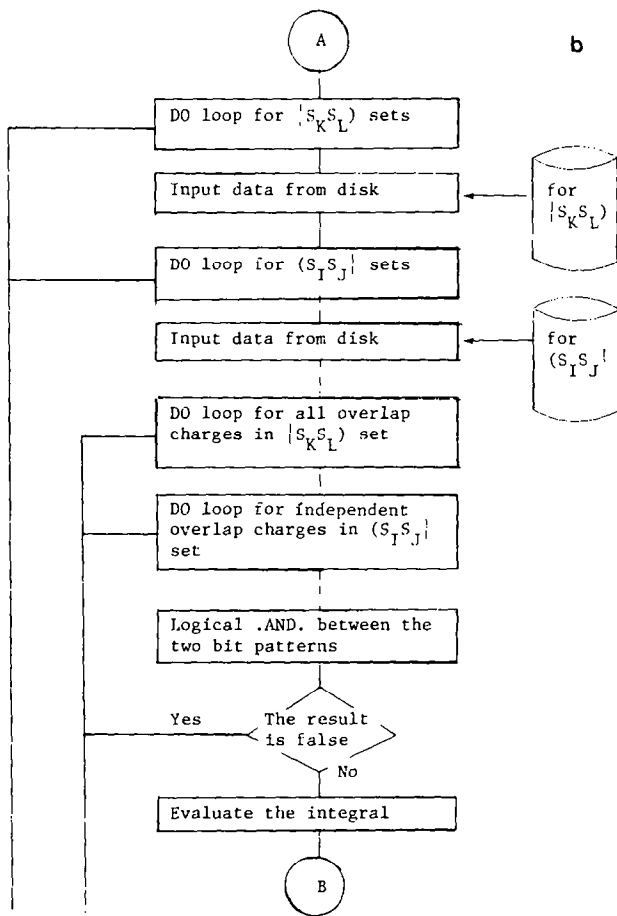 A
b
DO loop for |S_K S_L) sets
Input data from disk
for
|S_K S_L)
DO loop for (S_I S_J| sets
Input data from disk
for
(S_I S_J|
DO loop for all overlap
charges in |S_K S_L) set
DO loop for independent
overlap charges in (S_I S_J|
set
Logical .AND. between the
two bit patterns
Yes
The result
is false
No
Evaluate the integral
B